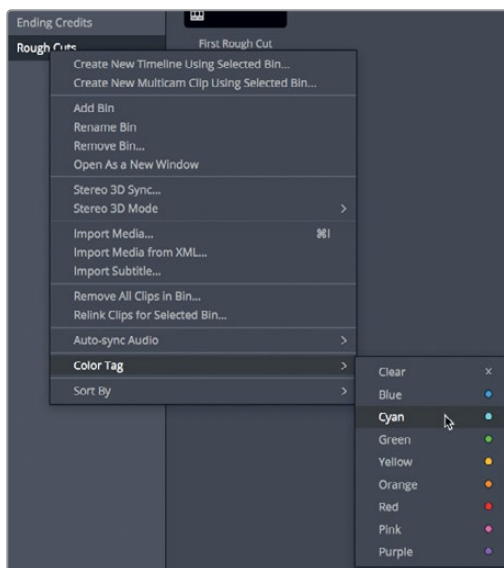 Ending Credits
Rough Cuts
First Rough Cut
Create New Timeline Using Selected Bin...
Create New Multicam Clip Using Selected Bin...
Add Bin
Rename Bin
Remove Bin...
Open As a New Window
Stereo 3D Sync...
Stereo 3D Mode >
Import Media... ⌘I
Import Media from XML...
Import Subtitle...
Remove All Clips in Bin...
Relink Clips for Selected Bin...
Auto-sync Audio >
Color Tag >
Sort By >
Clear x
Blue
Cyan
Green
Yellow
Orange
Red
Pink
Purple